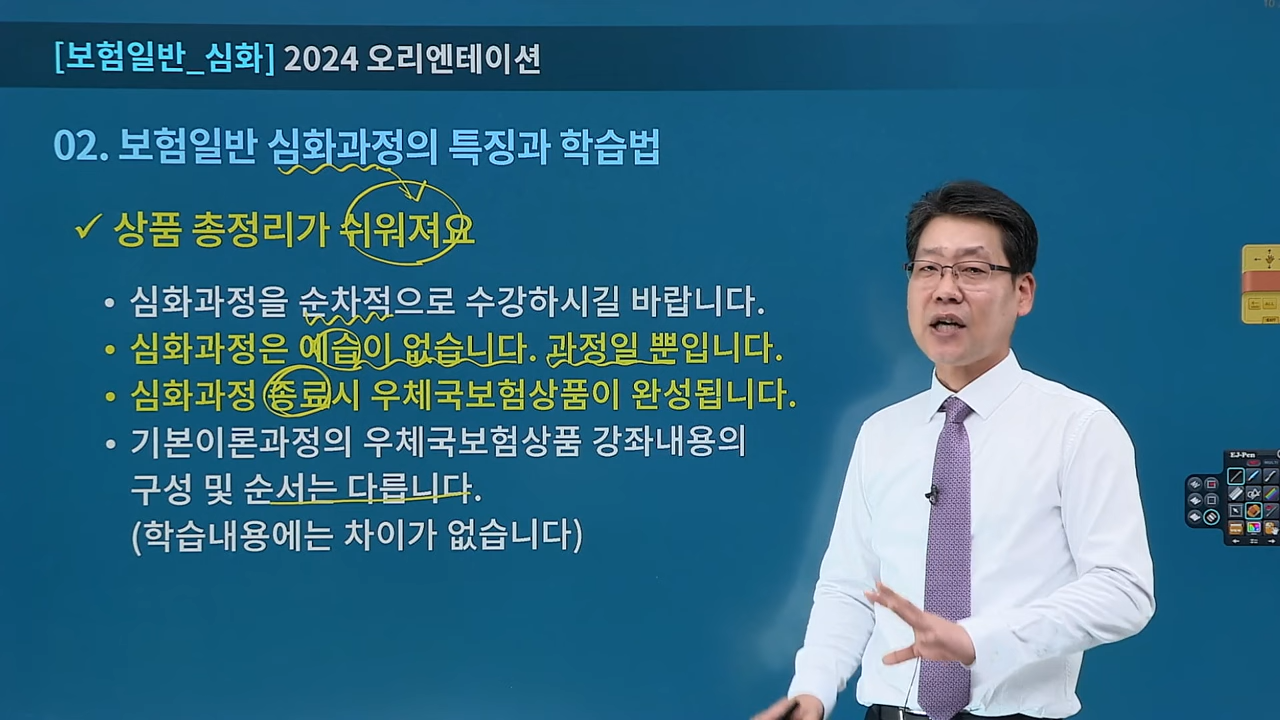 [보험일반_심화] 2024 오리엔테이션
02. 보험일반 심화과정의 특징과 학습법
✓ 상품 총정리가 쉬워져요
• 심화과정을 순차적으로 수강하시길 바랍니다.
• 심화과정은 예습이 없습니다. 과정일 뿐입니다.
• 심화과정 종료시 우체국보험상품이 완성됩니다.
• 기본이론과정의 우체국보험상품 강좌내용의
구성 및 순서는 다릅니다.
(학습내용에는 차이가 없습니다)
EJ-Pen